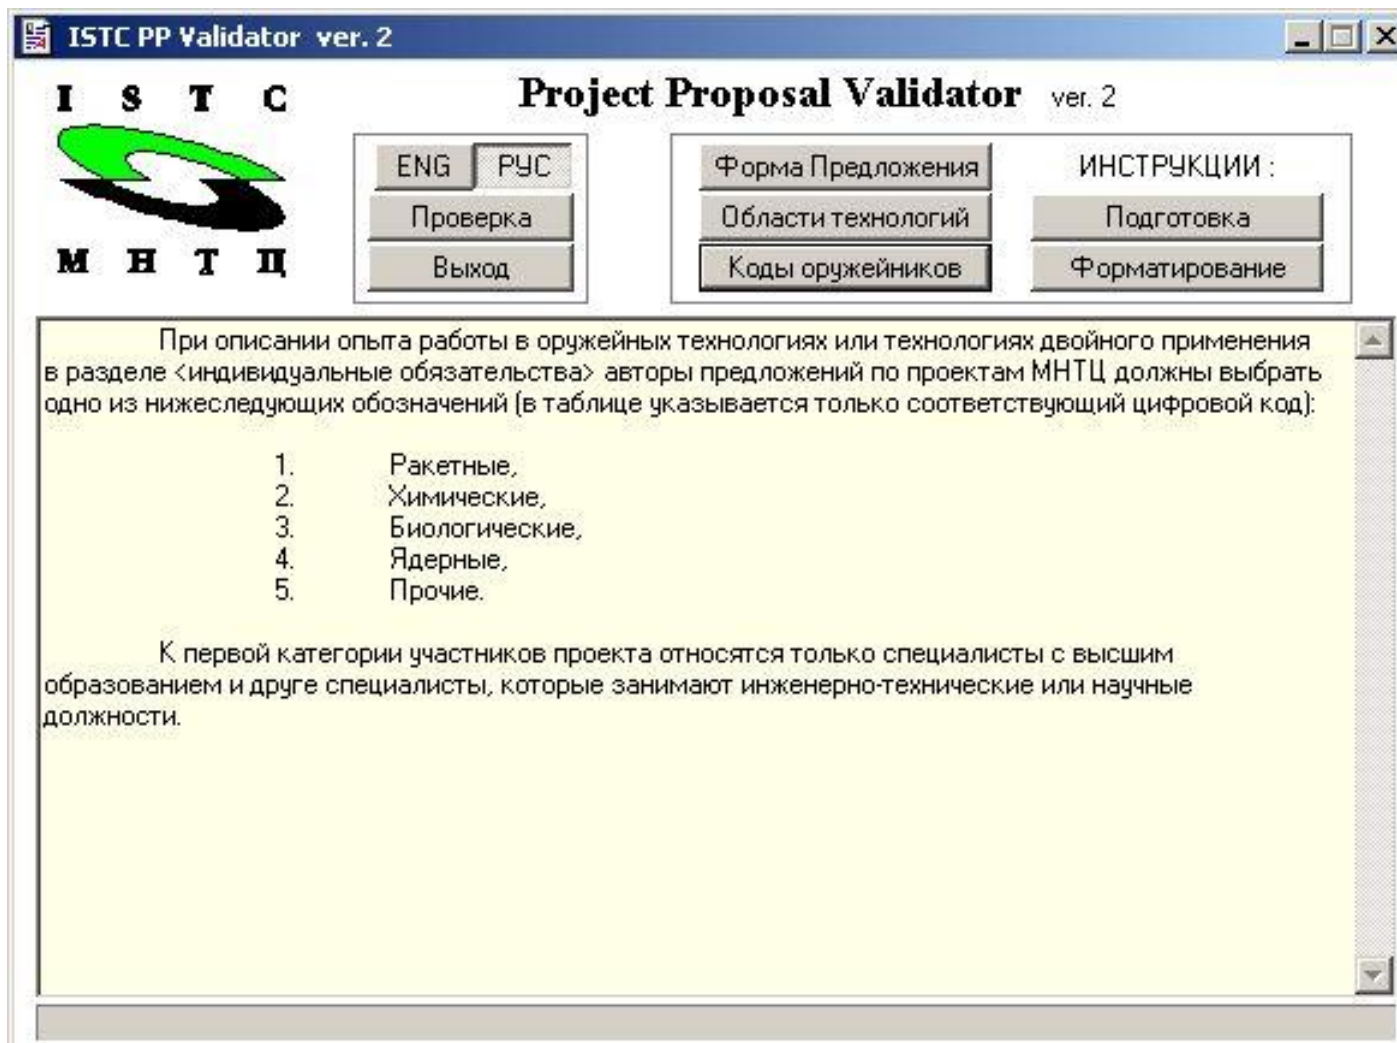 ISTC PP Validator ver. 2
I S T C
Project Proposal Validator ver. 2
ENG РУС
Форма Предложения
ИНСТРУКЦИИ :
Проверка
Области технологий
Подготовка
М Н Т Ц
Выход
Коды оружейников
Форматирование
При описании опыта работы в оружейных технологиях или технологиях двойного применения
в разделе <индивидуальные обязательства> авторы предложений по проектам МНТЦ должны выбрать
одно из нижеследующих обозначений (в таблице указывается только соответствующий цифровой код):
1. Ракетные,
2. Химические,
3. Биологические,
4. Ядерные,
5. Прочие.
К первой категории участников проекта относятся только специалисты с высшим
образованием и друге специалисты, которые занимают инженерно-технические или научные
должности.